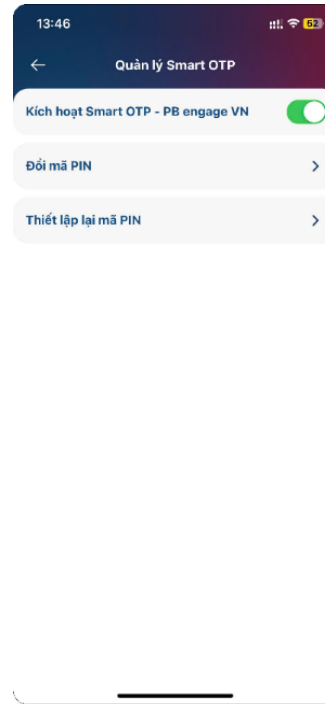 13:46
52
Quản lý Smart OTP
Kích hoạt Smart OTP - PB engage VN
Đổi mã PIN
Thiết lập lại mã PIN